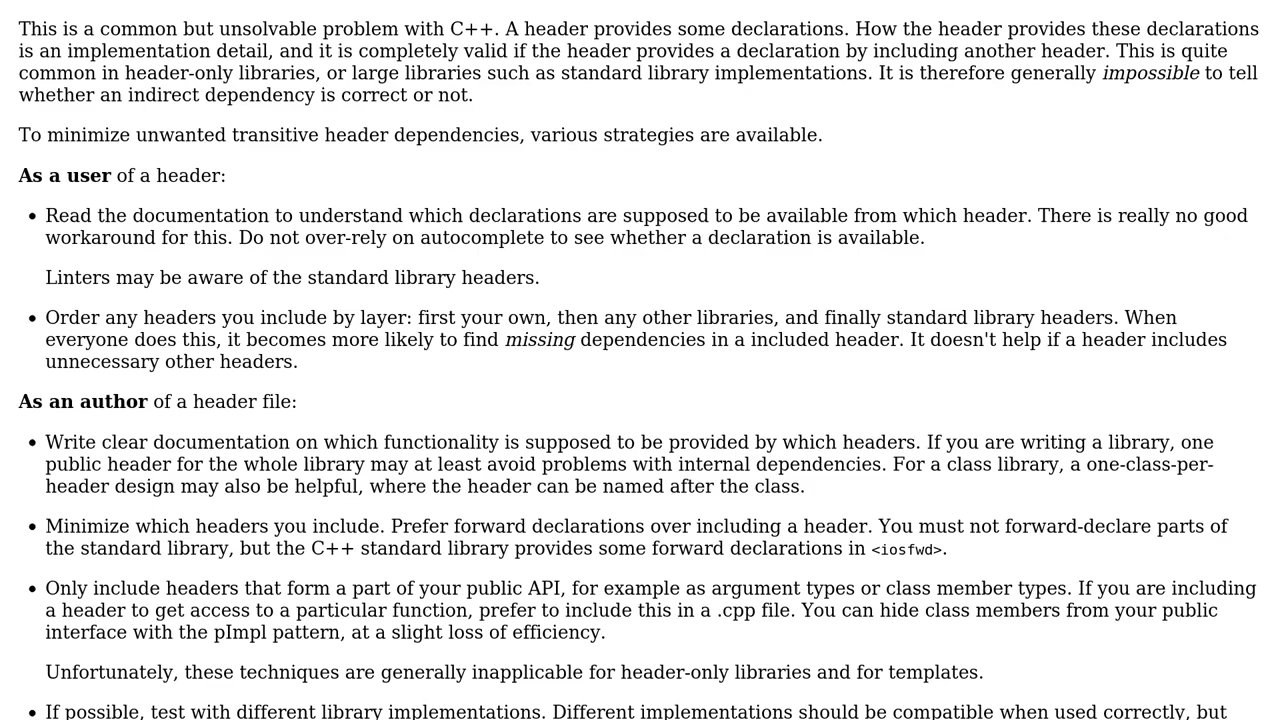 This is a common but unsolvable problem with C++. A header provides some declarations. How the header provides these declarations
is an implementation detail, and it is completely valid if the header provides a declaration by including another header. This is quite
common in header-only libraries, or large libraries such as standard library implementations. It is therefore generally impossible to tell
whether an indirect dependency is correct or not.
To minimize unwanted transitive header dependencies, various strategies are available.
As a user of a header:
• Read the documentation to understand which declarations are supposed to be available from which header. There is really no good
workaround for this. Do not over-rely on autocomplete to see whether a declaration is available.
Linters may be aware of the standard library headers.
• Order any headers you include by layer: first your own, then any other libraries, and finally standard library headers. When
everyone does this, it becomes more likely to find missing dependencies in a included header. It doesn't help if a header includes
unnecessary other headers.
As an author of a header file:
• Write clear documentation on which functionality is supposed to be provided by which headers. If you are writing a library, one
public header for the whole library may at least avoid problems with internal dependencies. For a class library, a one-class-per-
header design may also be helpful, where the header can be named after the class.
• Minimize which headers you include. Prefer forward declarations over including a header. You must not forward-declare parts of
the standard library, but the C++ standard library provides some forward declarations in <iosfwd>.
• Only include headers that form a part of your public API, for example as argument types or class member types. If you are including
a header to get access to a particular function, prefer to include this in a .cpp file. You can hide class members from your public
interface with the pImpl pattern, at a slight loss of efficiency.
Unfortunately, these techniques are generally inapplicable for header-only libraries and for templates.
• If possible, test with different library implementations. Different implementations should be compatible when used correctly, but